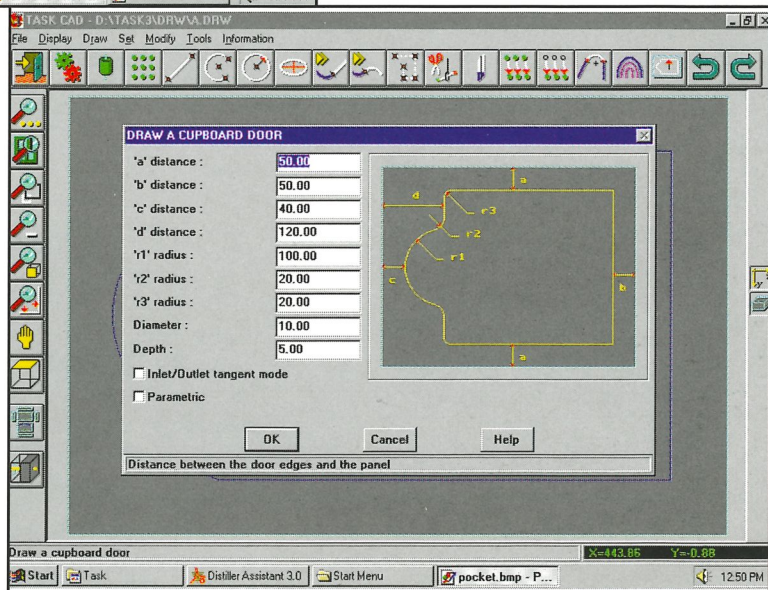 TASK CAD - D:\TASK3\DRW\A.DRW
File Display Draw Set Modify Tools Information
DRAW A CUPBOARD DOOR
'a' distance : 50.00
'b' distance : 50.00
'c' distance : 40.00
'd' distance : 120.00
'r1' radius : 100.00
'r2' radius : 20.00
'r3' radius : 20.00
Diameter : 10.00
Depth : 5.00
Inlet/Outlet tangent mode
Parametric
a
d
r3
r2
r1
c
b
a
OK Cancel Help
Distance between the door edges and the panel
Draw a cupboard door X=443.86 Y=-0.88
Start Task Distiller Assistant 3.0 Start Menu pocket.bmp - P... 12:50 PM